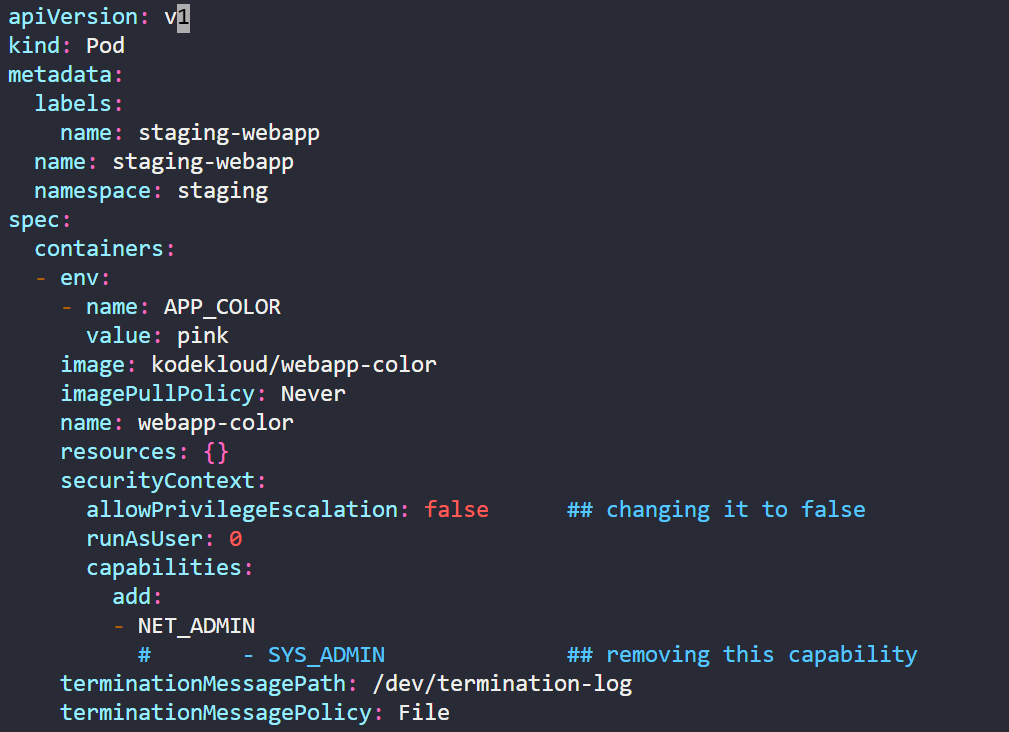 apiVersion: v1
kind: Pod
metadata:
  labels:
    name: staging-webapp
  name: staging-webapp
  namespace: staging
spec:
  containers:
  - env:
    - name: APP_COLOR
      value: pink
    image: kodekloud/webapp-color
    imagePullPolicy: Never
    name: webapp-color
    resources: {}
    securityContext:
      allowPrivilegeEscalation: false      ## changing it to false
      runAsUser: 0
      capabilities:
        add:
        - NET_ADMIN
          #       - SYS_ADMIN              ## removing this capability
    terminationMessagePath: /dev/termination-log
    terminationMessagePolicy: File